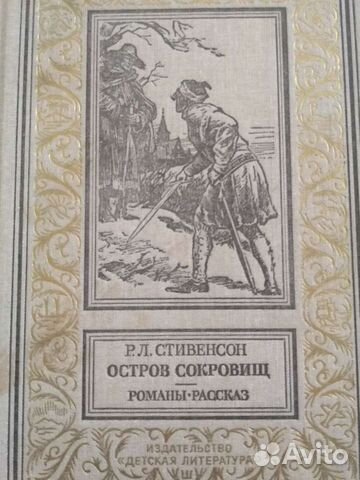 Р. Л. СТИВЕНСОН
ОСТРОВ СОКРОВИЩ
РОМАНЫ • РАССКАЗ
ИЗДАТЕЛЬСТВО
«ДЕТСКАЯ ЛИТЕРАТУРА»
Avito